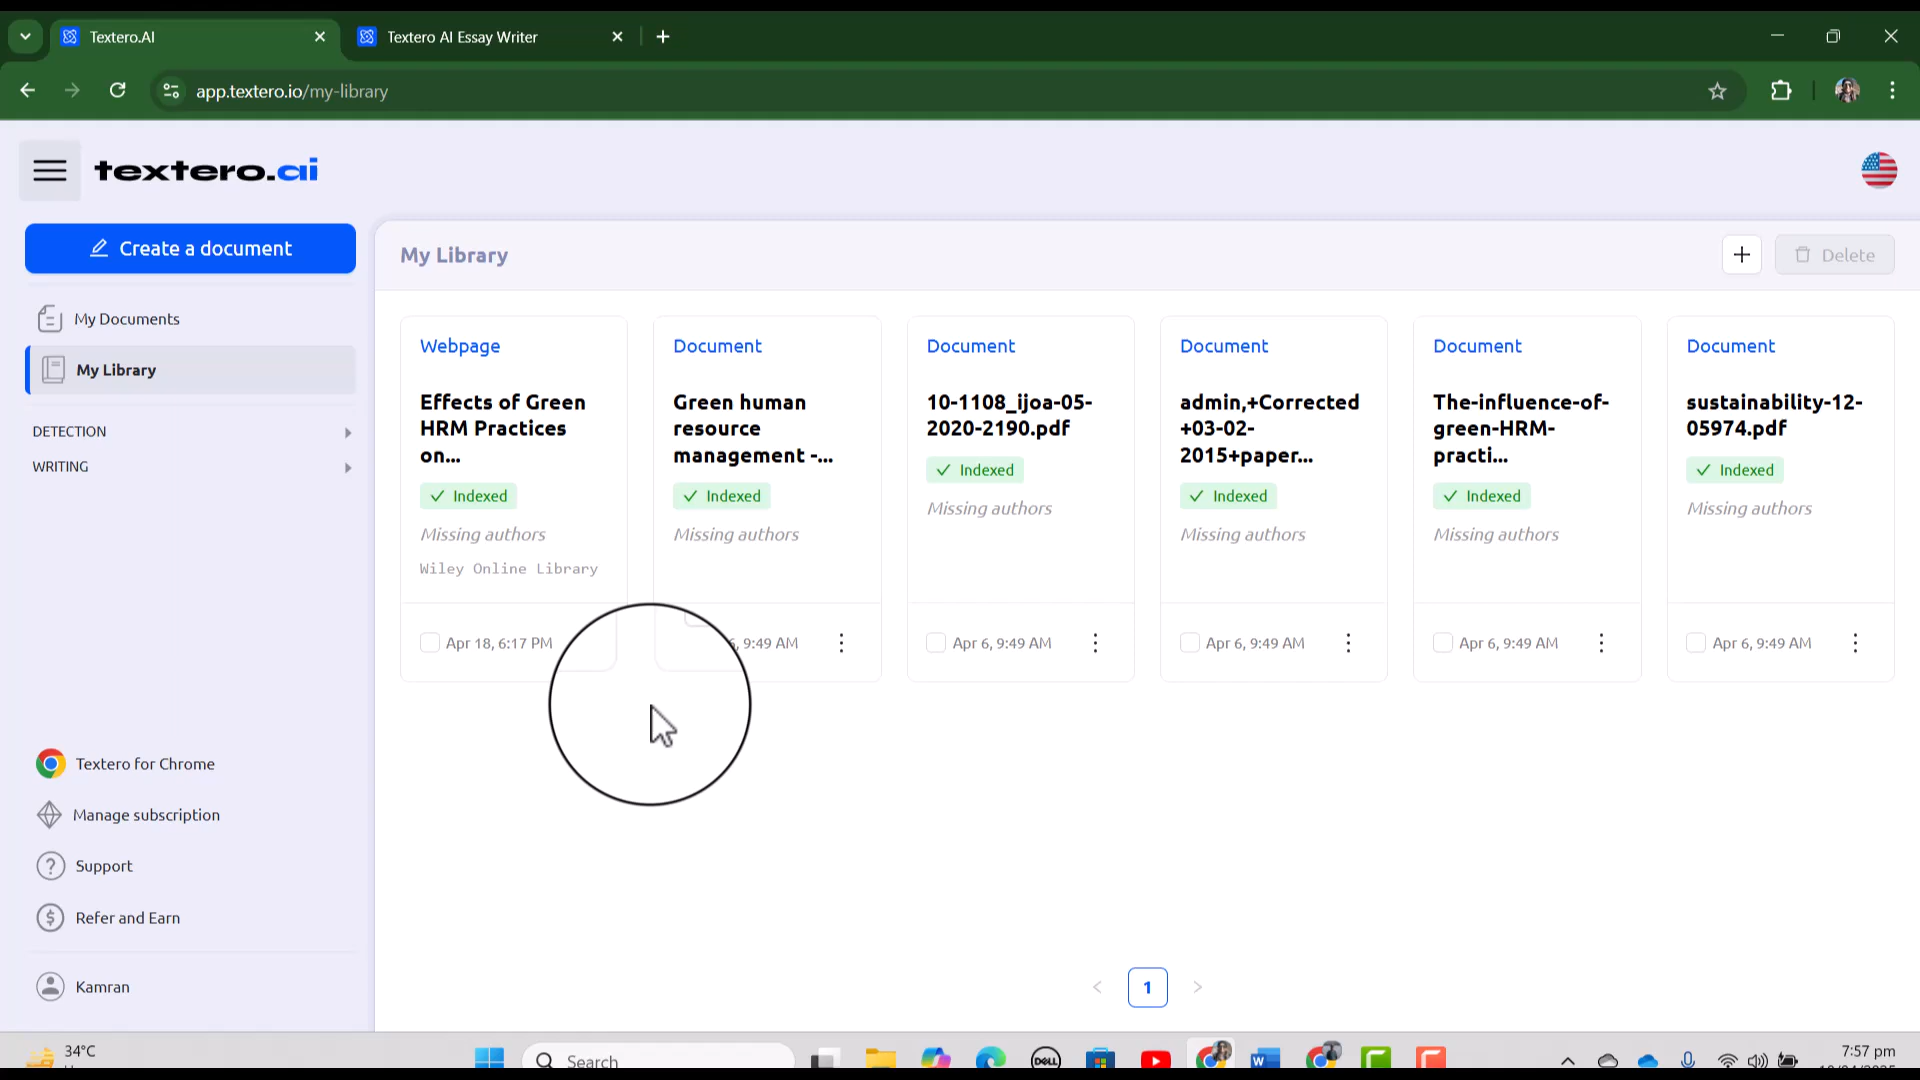 Textero.AI
Textero AI Essay Writer
app.textero.io/my-library
textero.ai
Create a document
My Documents
My Library
DETECTION
WRITING
Textero for Chrome
Manage subscription
Support
Refer and Earn
Kamran
My Library
Delete
Webpage
Effects of Green
HRM Practices
on...
Indexed
Missing authors
Wiley Online Library
Apr 18, 6:17 PM
Document
Green human
resource
management -...
Indexed
Missing authors
9:49 AM
Document
10-1108_ijoa-05-
2020-2190.pdf
Indexed
Missing authors
Apr 6, 9:49 AM
Document
admin,+Corrected
+03-02-
2015+paper...
Indexed
Missing authors
Apr 6, 9:49 AM
Document
The-influence-of-
green-HRM-
practi...
Indexed
Missing authors
Apr 6, 9:49 AM
Document
sustainability-12-
05974.pdf
Indexed
Missing authors
Apr 6, 9:49 AM
1
34°C
Search
DELL
7:57 pm